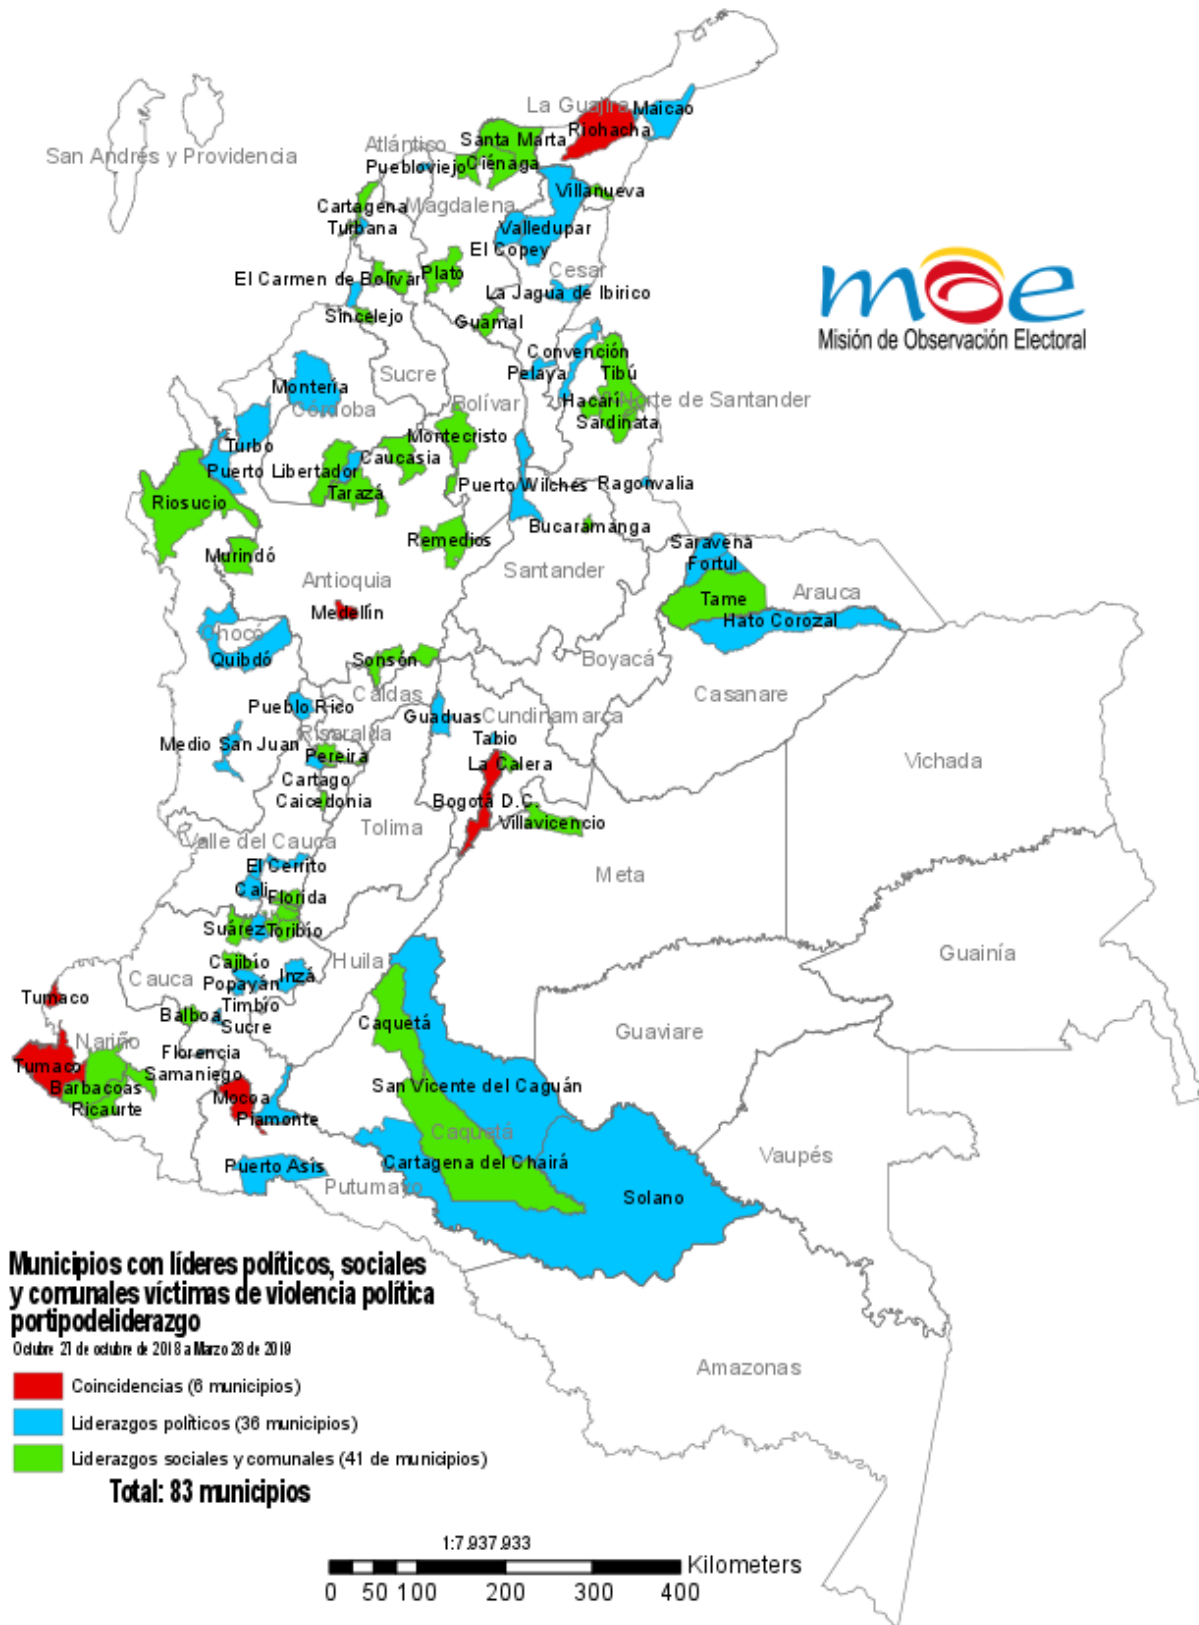 La Guajira
Maicao
Riohacha
Santa Marta
Atlántico
Ciénaga
Puebloviejo
San Andrés y Providencia
Villanueva
Cartagena
Magdalena
Turbana
Valledupar
El Copey
Cesar
El Carmen de Bolívar
Plato
La Jagua de Ibirico
moe
Misión de Observación Electoral
Sincelejo
Guamal
Convención
Pelaya
Tibú
Sucre
Montería
Córdoba
Bolívar
Hacarí
Norte de Santander
Sardinata
Turbo
Montecristo
Caucasia
Puerto Libertador
Tarazá
Puerto Wilches
Ragonvalia
Riosucio
Bucaramanga
Remedios
Murindó
Saravena
Fortul
Santander
Antioquia
Arauca
Tame
Medellín
Hato Corozal
Chocó
Quibdó
Sonsón
Boyacá
Casanare
Caldas
Pueblo Rico
Guaduas
Cundinamarca
Risaralda
Tabio
Medio San Juan
Pereira
La Calera
Vichada
Cartago
Caicedonia
Bogotá D.C.
Villavicencio
Tolima
Valle del Cauca
El Cerrito
Meta
Cali
Florida
Suárez
Toribío
Guainía
Cajibío
Huila
Cauca
Popayán
Inzá
Tumaco
Timbío
Balboa
Sucre
Caquetá
Guaviare
Nariño
Florencia
Tumaco
Samaniego
Barbacoas
San Vicente del Caguán
Mocoa
Ricaurte
Piamonte
Caquetá
Vaupés
Puerto Asís
Cartagena del Chairá
Putumayo
Solano
Municipios con líderes políticos, sociales
y comunales víctimas de violencia política
portipodeliderazgo
Octubre 21 de octubre de 2018 a Marzo 28 de 2019
Amazonas
Coincidencias (6 municipios)
Liderazgos políticos (36 municipios)
Liderazgos sociales y comunales (41 de municipios)
Total: 83 municipios
1:7.937.933
Kilometers
0 50 100 200 300 400